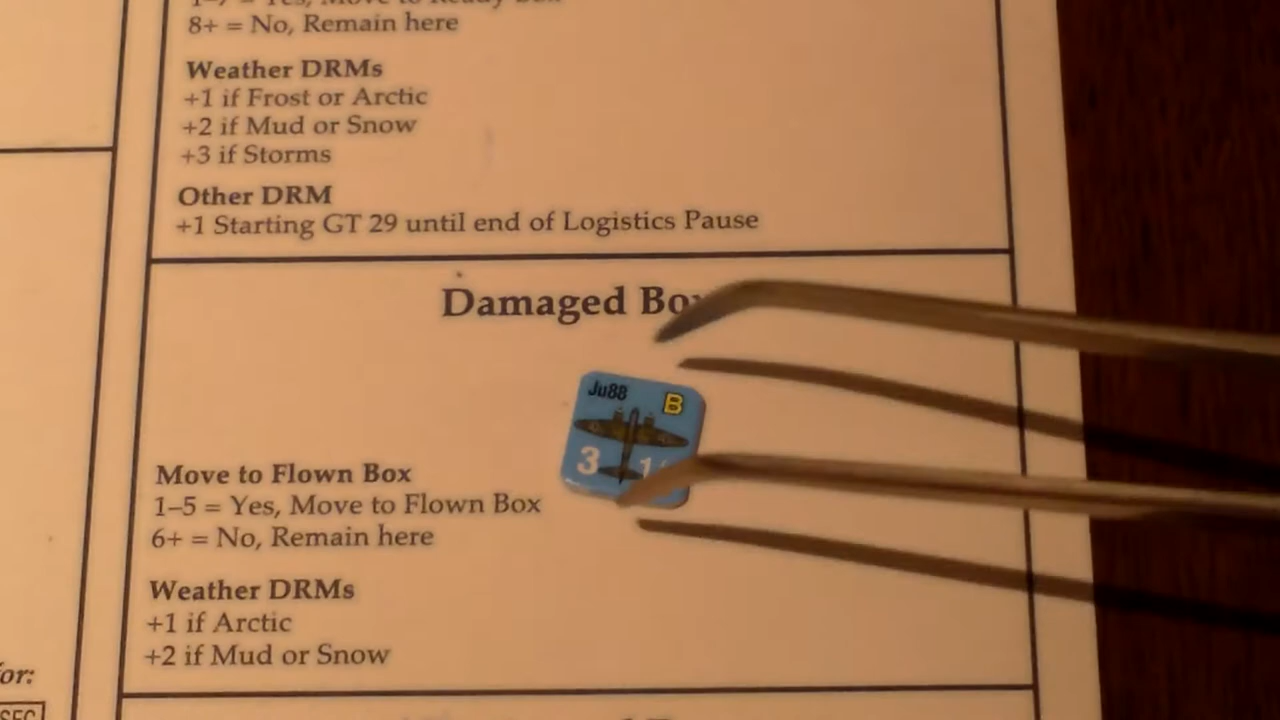 8+ = No, Remain here
Weather DRMs
+1 if Frost or Arctic
+2 if Mud or Snow
+3 if Storms
Other DRM
+1 Starting GT 29 until end of Logistics Pause
Damaged Box
Ju88
B
3
Move to Flown Box
1–5 = Yes, Move to Flown Box
6+ = No, Remain here
Weather DRMs
+1 if Arctic
+2 if Mud or Snow
for: